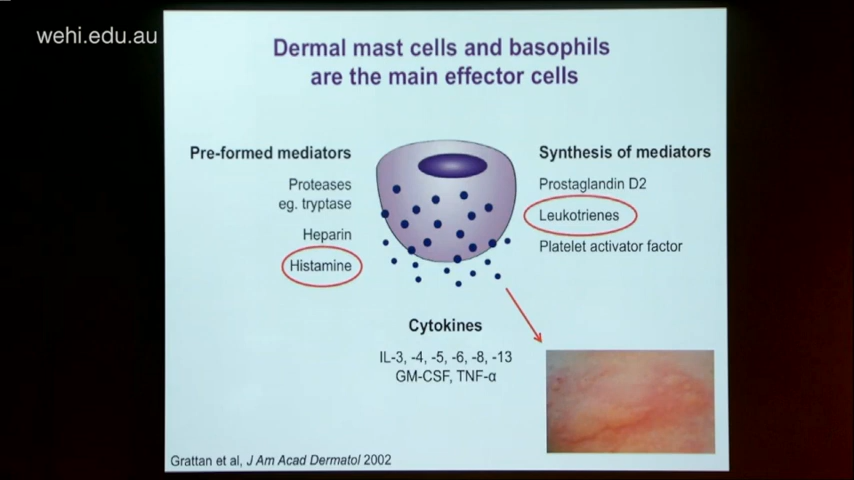 wehi.edu.au
Dermal mast cells and basophils
are the main effector cells
Pre-formed mediators
Proteases
eg. tryptase
Heparin
Histamine
Synthesis of mediators
Prostaglandin D2
Leukotrienes
Platelet activator factor
Cytokines
IL-3, -4, -5, -6, -8, -13
GM-CSF, TNF-α
Grattan et al, J Am Acad Dermatol 2002